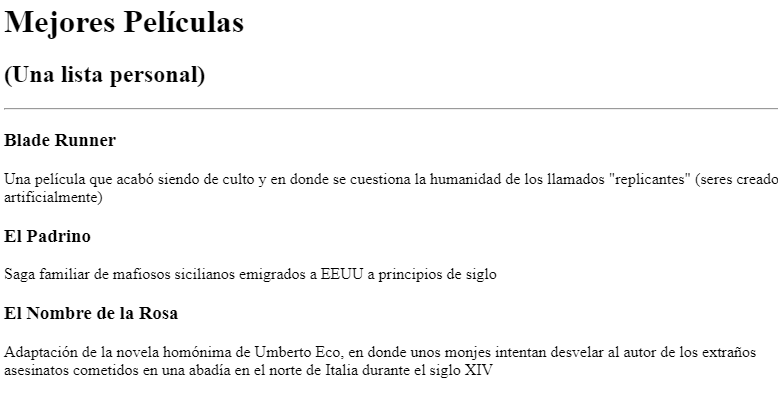 Mejores Películas
(Una lista personal)
Blade Runner
Una película que acabó siendo de culto y en donde se cuestiona la humanidad de los llamados "replicantes" (seres creado
artificialmente)
El Padrino
Saga familiar de mafiosos sicilianos emigrados a EEUU a principios de siglo
El Nombre de la Rosa
Adaptación de la novela homónima de Umberto Eco, en donde unos monjes intentan desvelar al autor de los extraños
asesinatos cometidos en una abadía en el norte de Italia durante el siglo XIV